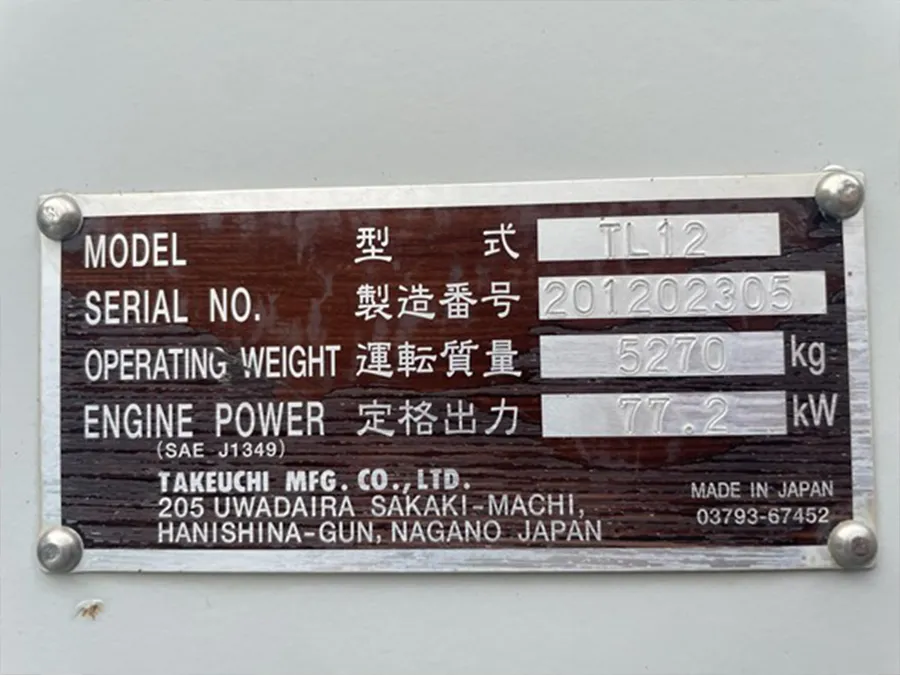 MODEL 型 式 TL12
SERIAL NO. 製造番号 201202305
OPERATING WEIGHT 運転質量 5270 kg
ENGINE POWER 定格出力 77.2 kW
(SAE J1349)
TAKEUCHI MFG. CO.,LTD.
205 UWADAIRA SAKAKI-MACHI,
HANISHINA-GUN, NAGANO JAPAN
MADE IN JAPAN
03793-67452